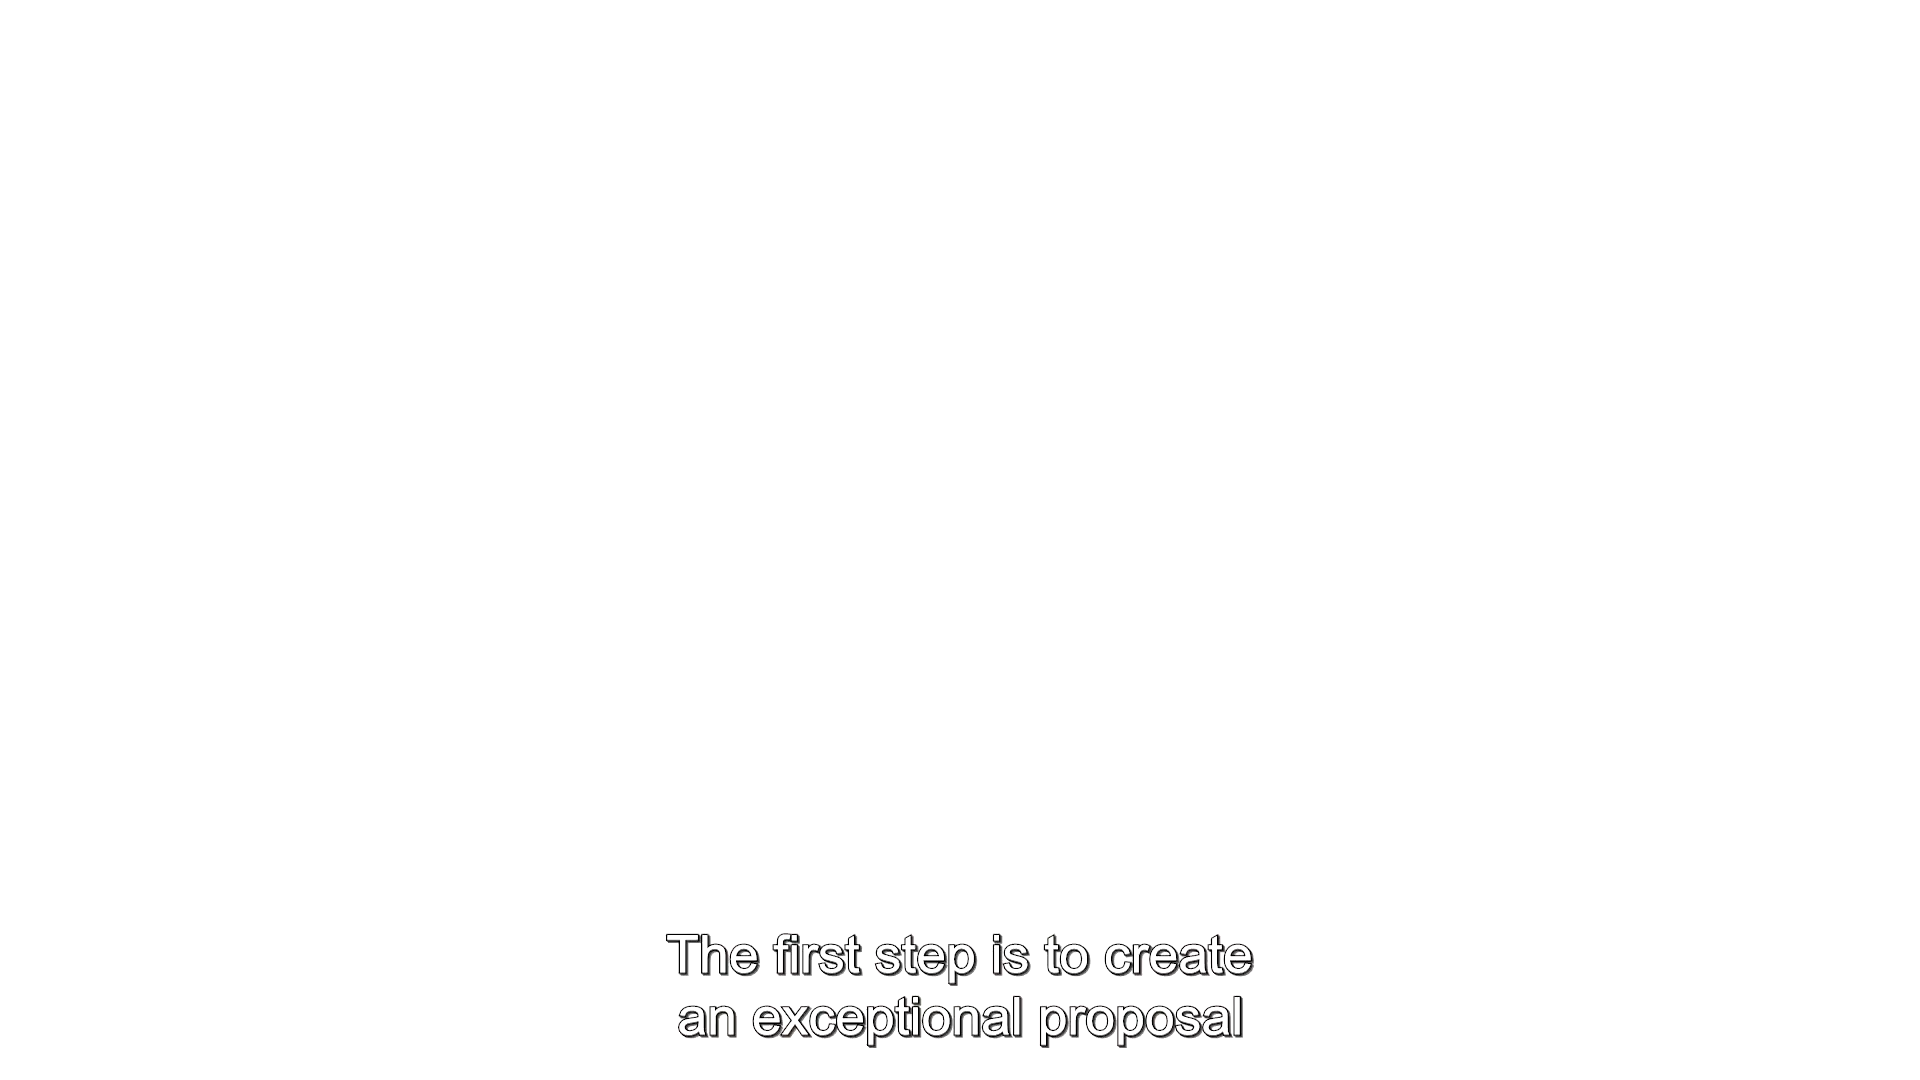 The first step is to create
an exceptional proposal